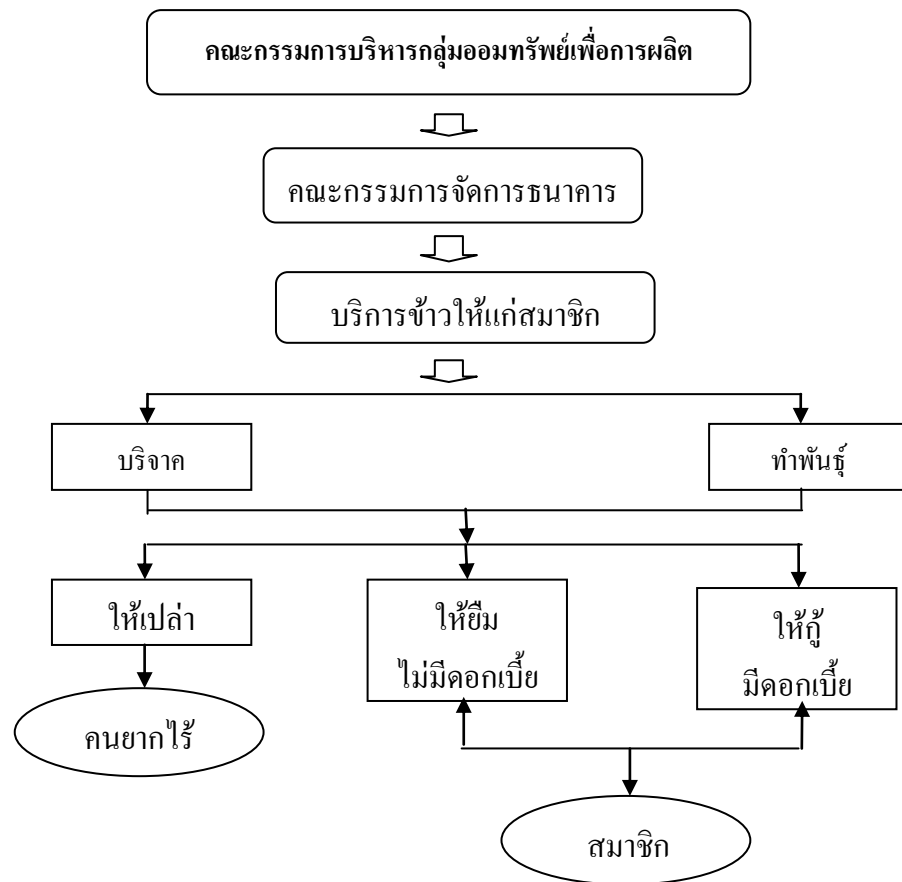 คณะกรรมการบริหารกลุ่มออมทรัพย์เพื่อการผลิต
คณะกรรมการจัดการธนาคาร
บริการข้าวให้แก่สมาชิก
บริจาค
ทำพันธุ์
ให้เปล่า
ให้ยืม
ไม่มีดอกเบี้ย
ให้กู้
มีดอกเบี้ย
คนยากไร้
สมาชิก